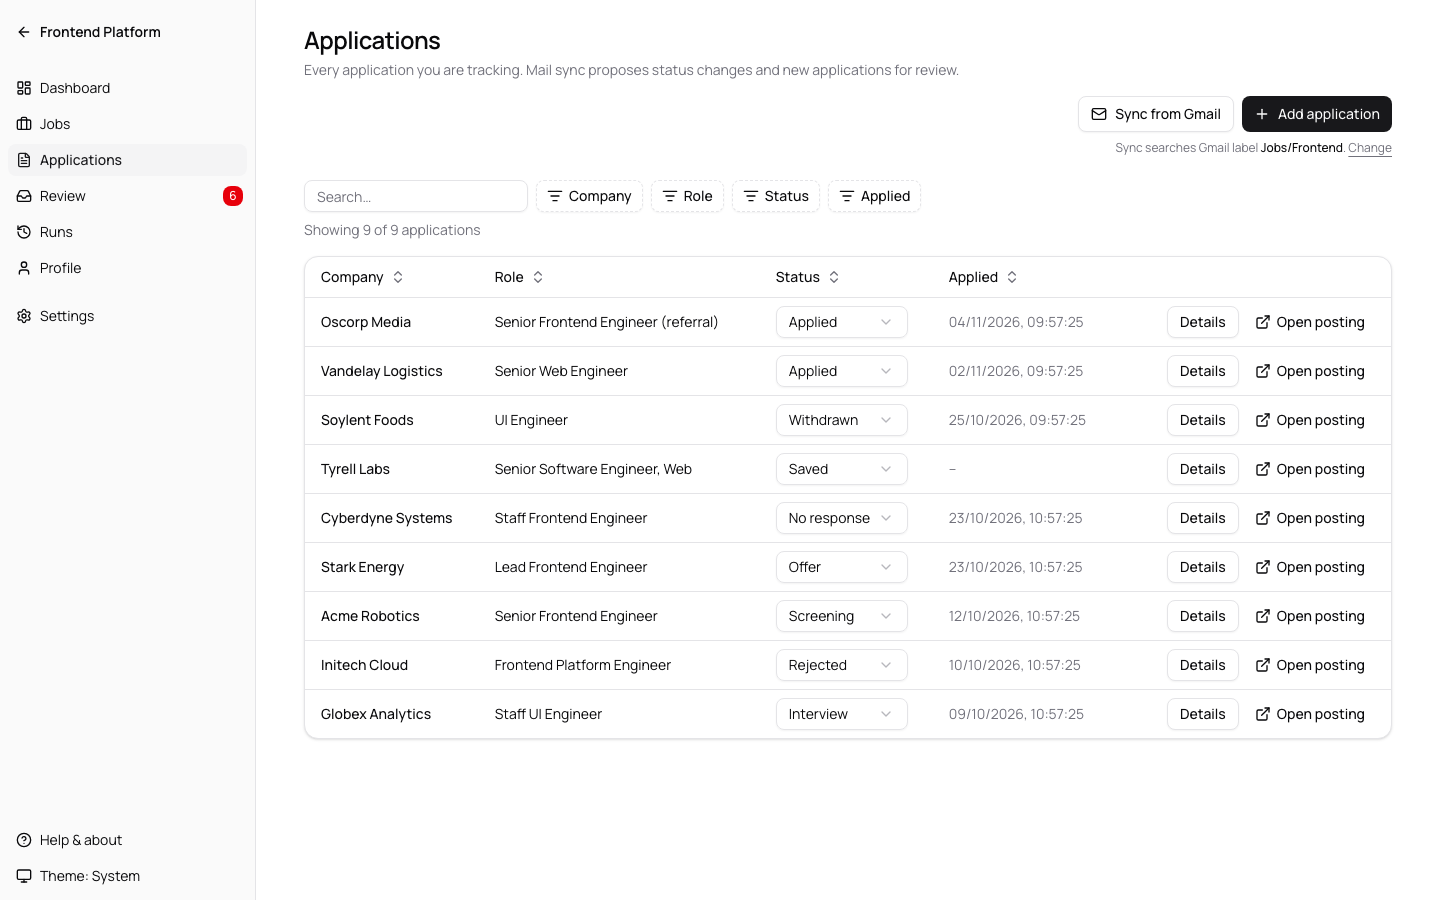 Frontend Platform
Dashboard
Jobs
Applications
Review 6
Runs
Profile
Settings
Help & about
Theme: System
Applications
Every application you are tracking. Mail sync proposes status changes and new applications for review.
Sync from Gmail Add application
Sync searches Gmail label Jobs/Frontend. Change
Search... Company Role Status Applied
Showing 9 of 9 applications
Company Role Status Applied
Oscorp Media Senior Frontend Engineer (referral) Applied 04/11/2026, 09:57:25 Details Open posting
Vandelay Logistics Senior Web Engineer Applied 02/11/2026, 09:57:25 Details Open posting
Soylent Foods UI Engineer Withdrawn 25/10/2026, 09:57:25 Details Open posting
Tyrell Labs Senior Software Engineer, Web Saved – Details Open posting
Cyberdyne Systems Staff Frontend Engineer No response 23/10/2026, 10:57:25 Details Open posting
Stark Energy Lead Frontend Engineer Offer 23/10/2026, 10:57:25 Details Open posting
Acme Robotics Senior Frontend Engineer Screening 12/10/2026, 10:57:25 Details Open posting
Initech Cloud Frontend Platform Engineer Rejected 10/10/2026, 10:57:25 Details Open posting
Globex Analytics Staff UI Engineer Interview 09/10/2026, 10:57:25 Details Open posting